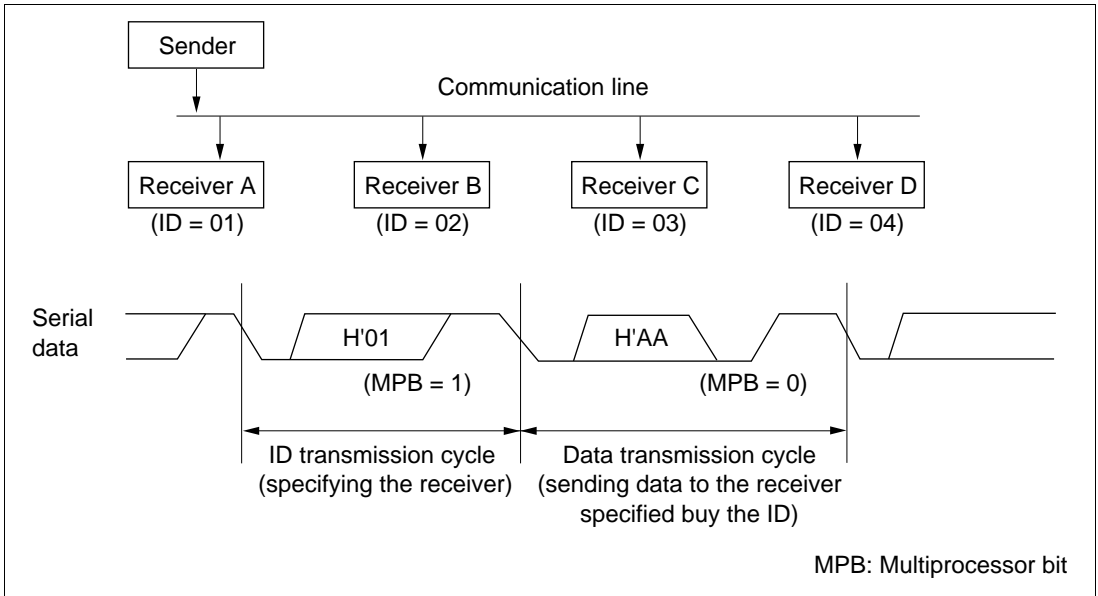 Sender
Communication line
Receiver A
Receiver B
Receiver C
Receiver D
(ID = 01)
(ID = 02)
(ID = 03)
(ID = 04)
Serial
data
H'01
H'AA
(MPB = 1)
(MPB = 0)
ID transmission cycle
(specifying the receiver)
Data transmission cycle
(sending data to the receiver
specified buy the ID)
MPB: Multiprocessor bit